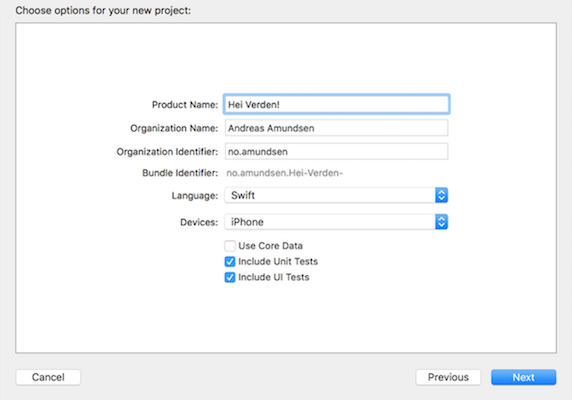 Choose options for your new project:
Product Name: Hei Verden!
Organization Name: Andreas Amundsen
Organization Identifier: no.amundsen
Bundle Identifier: no.amundsen.Hei-Verden-
Language: Swift
Devices: iPhone
Use Core Data
Include Unit Tests
Include UI Tests
Cancel Previous Next